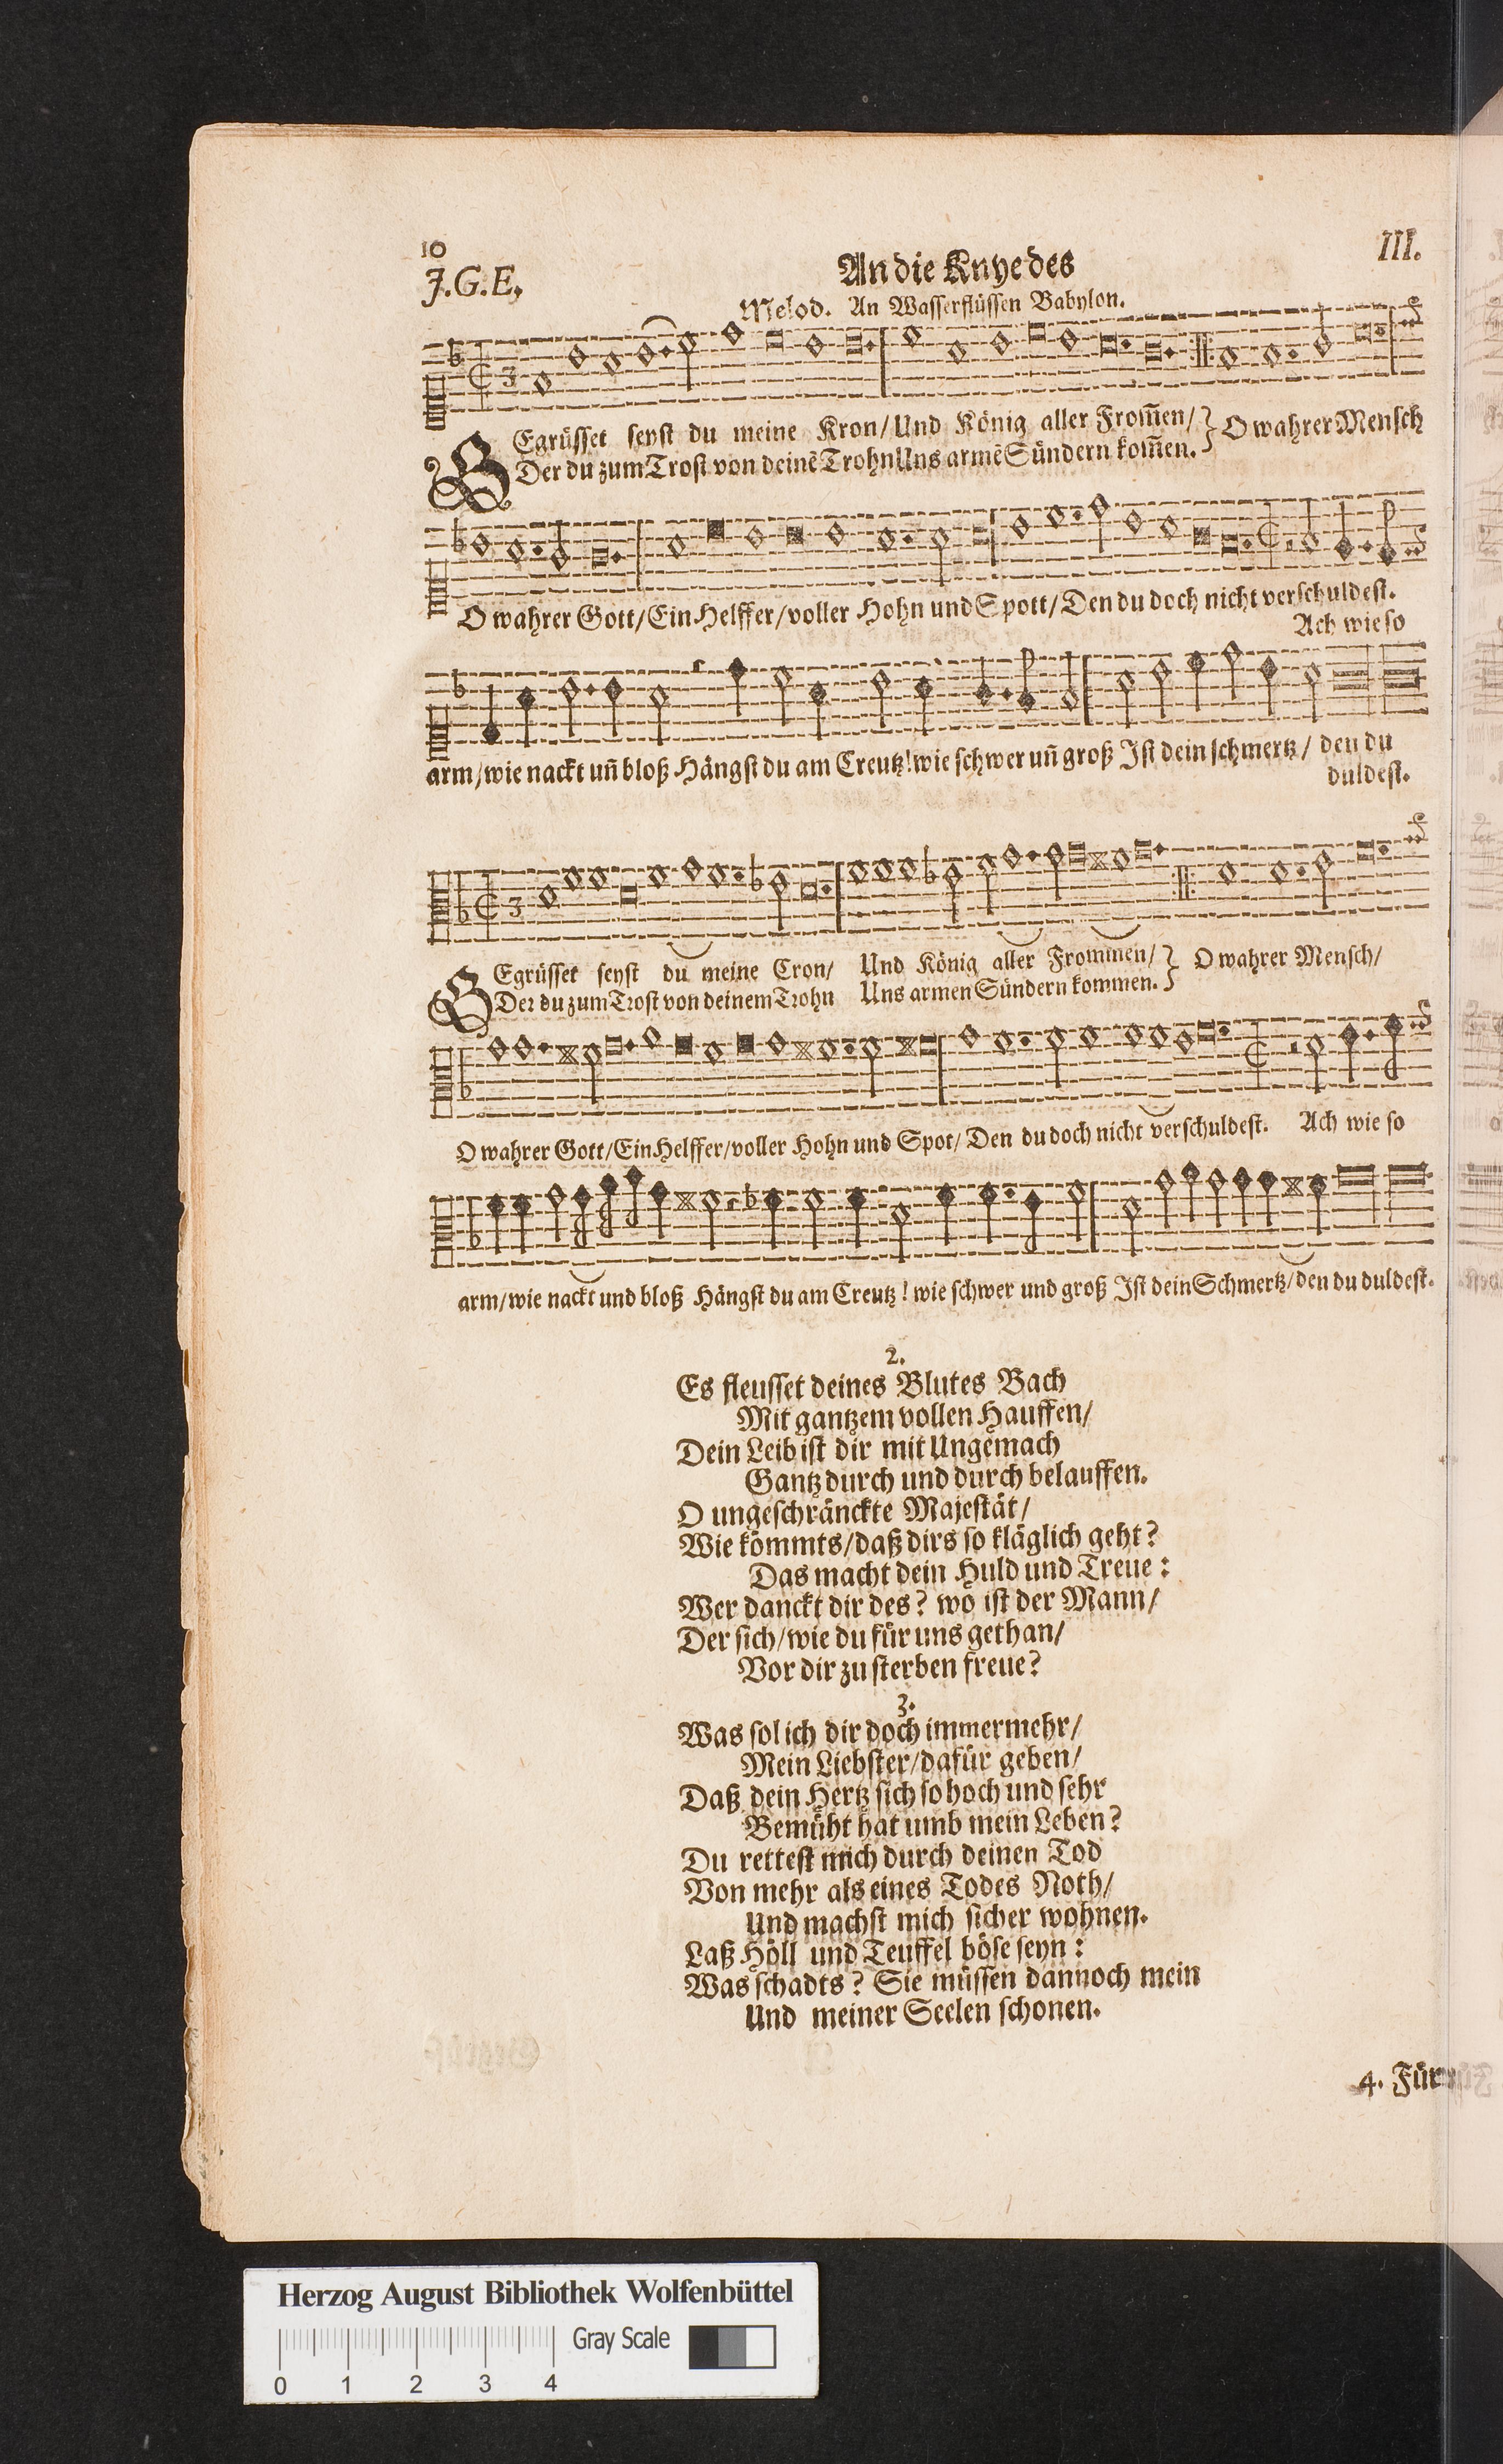 10
III.
An die Knye des
J.G.E.
Melod. An Wasserflüssen Babylon.
BEgrüsset seyst du meine Kron/ Und König aller From̃en/ } O wahrer Mensch
Der du zum Trost von deinē Trohn Uns armē Sündern kom̃en.
O wahrer Gott/ Ein Helffer/ voller Hohn und Spott/ Den du doch nicht verschuldest.
Ach wie so
arm/ wie nackt uñ bloß Hängst du am Creutz! wie schwer uñ groß Ist dein schmertz/ den du
duldest.
BEgrüsset seyst du meine Cron/ Und König aller Frommen/ } O wahrer Mensch/
Der du zum Trost von deinem Trohn Uns armen Sündern kommen.
O wahrer Gott/ Ein Helffer/ voller Hohn und Spot/ Den du doch nicht verschuldest. Ach wie so
arm/ wie nackt und bloß Hängst du am Creutz! wie schwer und groß Ist dein Schmertz/ den du duldest.
2.
Es fleusset deines Blutes Bach
Mit gantzem vollen Hauffen/
Dein Leib ist dir mit Ungemach
Gantz durch und durch belauffen.
O ungeschränckte Majestät/
Wie kömmts/ daß dirs so kläglich geht?
Das macht dein Huld und Treue:
Wer danckt dir des? wo ist der Mann/
Der sich/ wie du für uns gethan/
Vor dir zu sterben freue?
3.
Was sol ich dir doch immermehr/
Mein Liebster/ dafür geben/
Daß dein Hertz sich so hoch und sehr
Bemüht hat umb mein Leben?
Du rettest mich durch deinen Tod
Von mehr als eines Todes Noth/
Und machst mich sicher wohnen.
Laß Höll und Teuffel böse seyn:
Was schadts? Sie müssen dannoch mein
Und meiner Seelen schonen.
4. Für
Herzog August Bibliothek Wolfenbüttel
Gray Scale
0 1 2 3 4